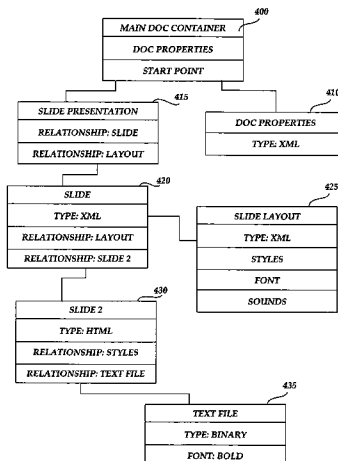 400
MAIN DOC CONTAINER
DOC PROPERTIES
START POINT
415
SLIDE PRESENTATION
RELATIONSHIP: SLIDE
RELATIONSHIP: LAYOUT
410
DOC PROPERTIES
TYPE: XML
420
SLIDE
TYPE: XML
RELATIONSHIP: LAYOUT
RELATIONSHIP: SLIDE 2
425
SLIDE LAYOUT
TYPE: XML
STYLES
FONT
SOUNDS
430
SLIDE 2
TYPE: HTML
RELATIONSHIP: STYLES
RELATIONSHIP: TEXT FILE
435
TEXT FILE
TYPE: BINARY
FONT: BOLD